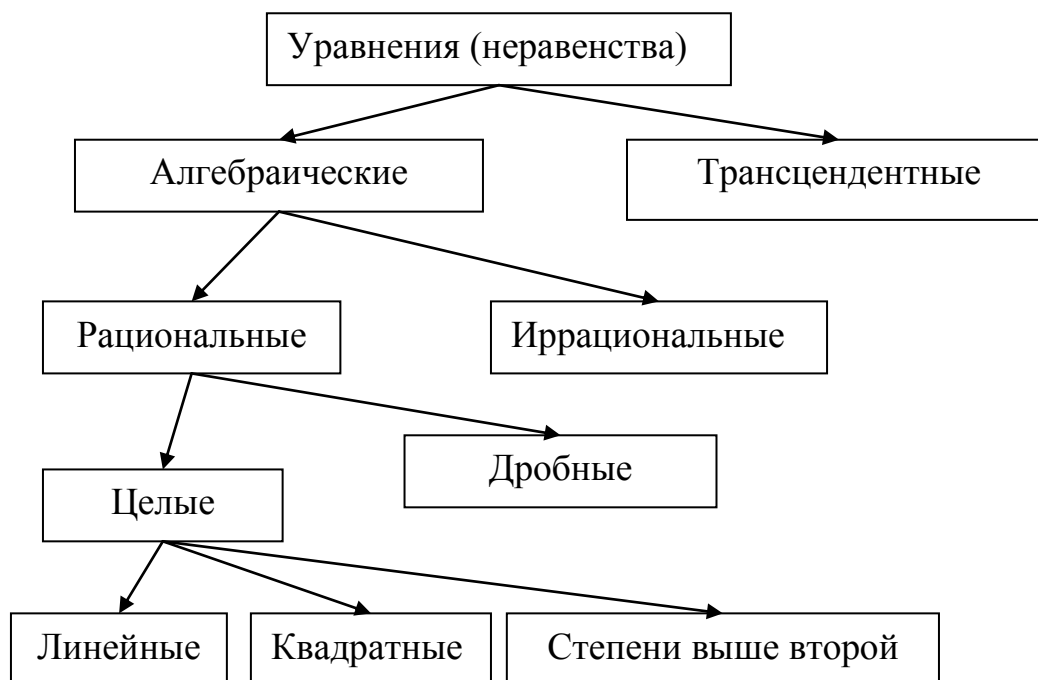 Уравнения (неравенства)
Алгебраические
Трансцендентные
Рациональные
Иррациональные
Дробные
Целые
Линейные
Квадратные
Степени выше второй